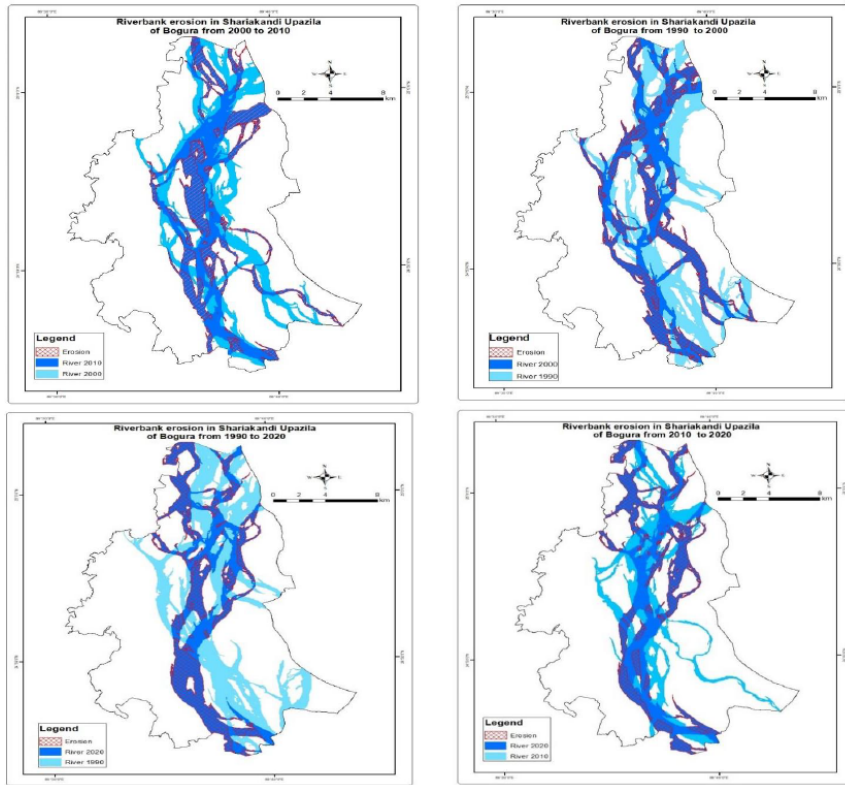 Riverbank erosion in Shariakandi Upazila
of Bogura from 2000 to 2010
N
W
E
S
0 2 4 8
km
Legend
Erosion
River 2010
River 2000
Riverbank erosion in Shariakandi Upazila
of Bogura from 1990 to 2000
N
W
E
S
0 2 4 8
km
Legend
Erosion
River 2000
River 1990
Riverbank erosion in Shariakandi Upazila
of Bogura from 1990 to 2020
N
W
E
S
0 2 4 8
km
Legend
Erosion
River 2020
River 1990
Riverbank erosion in Shariakandi Upazila
of Bogura from 2010 to 2020
N
W
E
S
0 2 4 8
km
Legend
Erosion
River 2020
River 2010